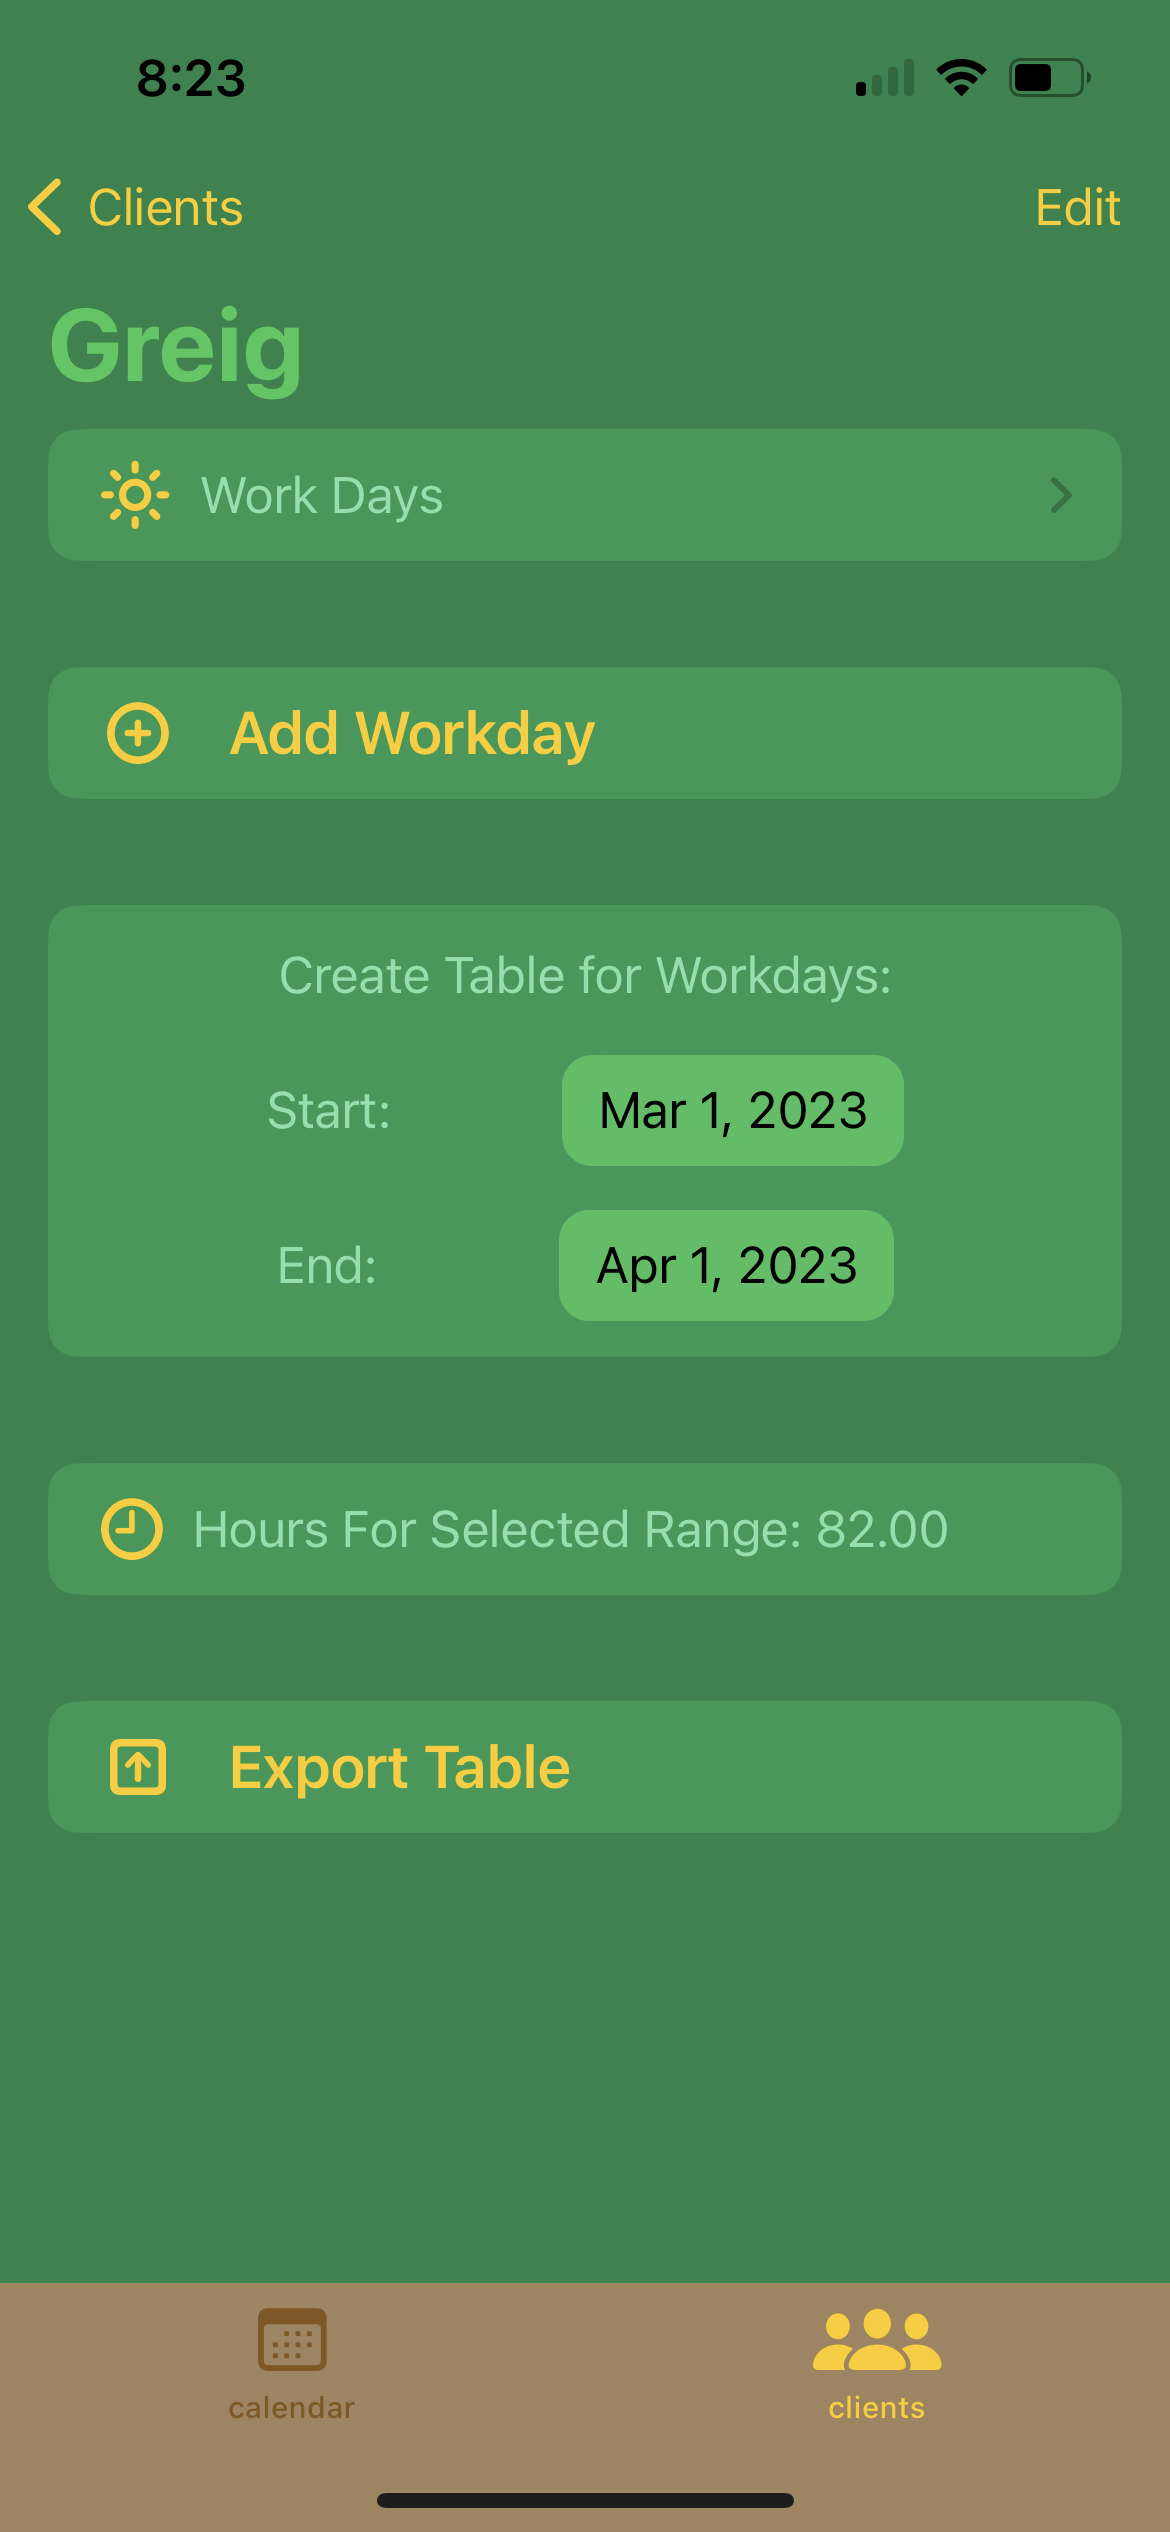 8:23
Clients
Edit
Greig
Work Days
Add Workday
Create Table for Workdays:
Start: Mar 1, 2023
End: Apr 1, 2023
Hours For Selected Range: 82.00
Export Table
calendar
clients